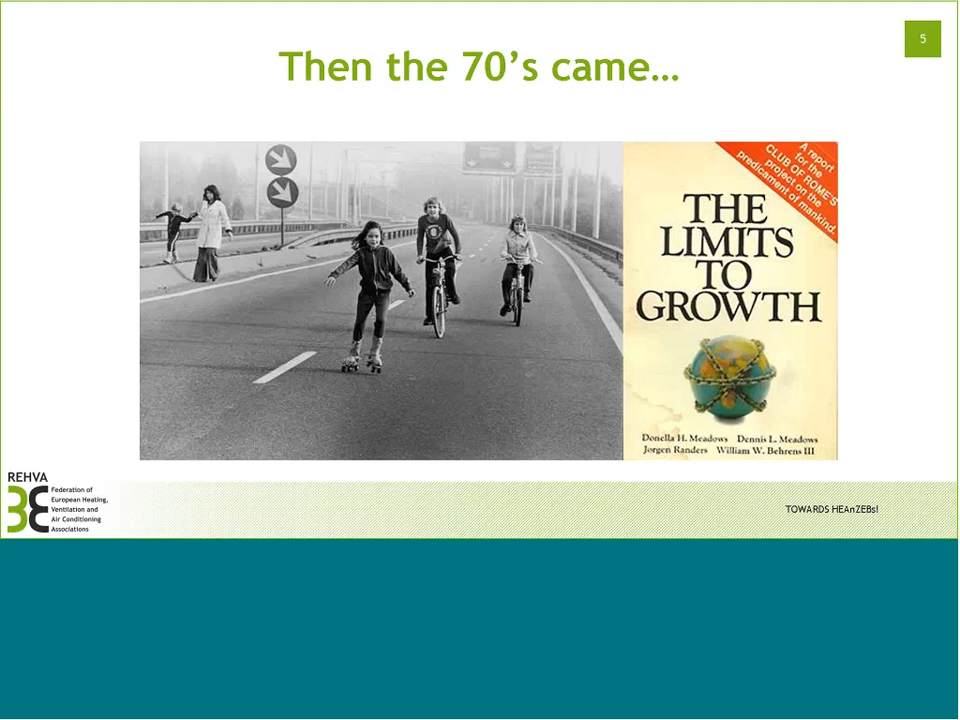 5
Then the 70’s came…
A report
for the
CLUB OF ROME'S
project on the
predicament of mankind.
THE
LIMITS
TO
GROWTH
Donella H. Meadows Dennis L. Meadows
Jorgen Randers William W. Behrens III
REHVA
Federation of
European Heating,
Ventilation and
Air Conditioning
Associations
TOWARDS HEAnZEBs!